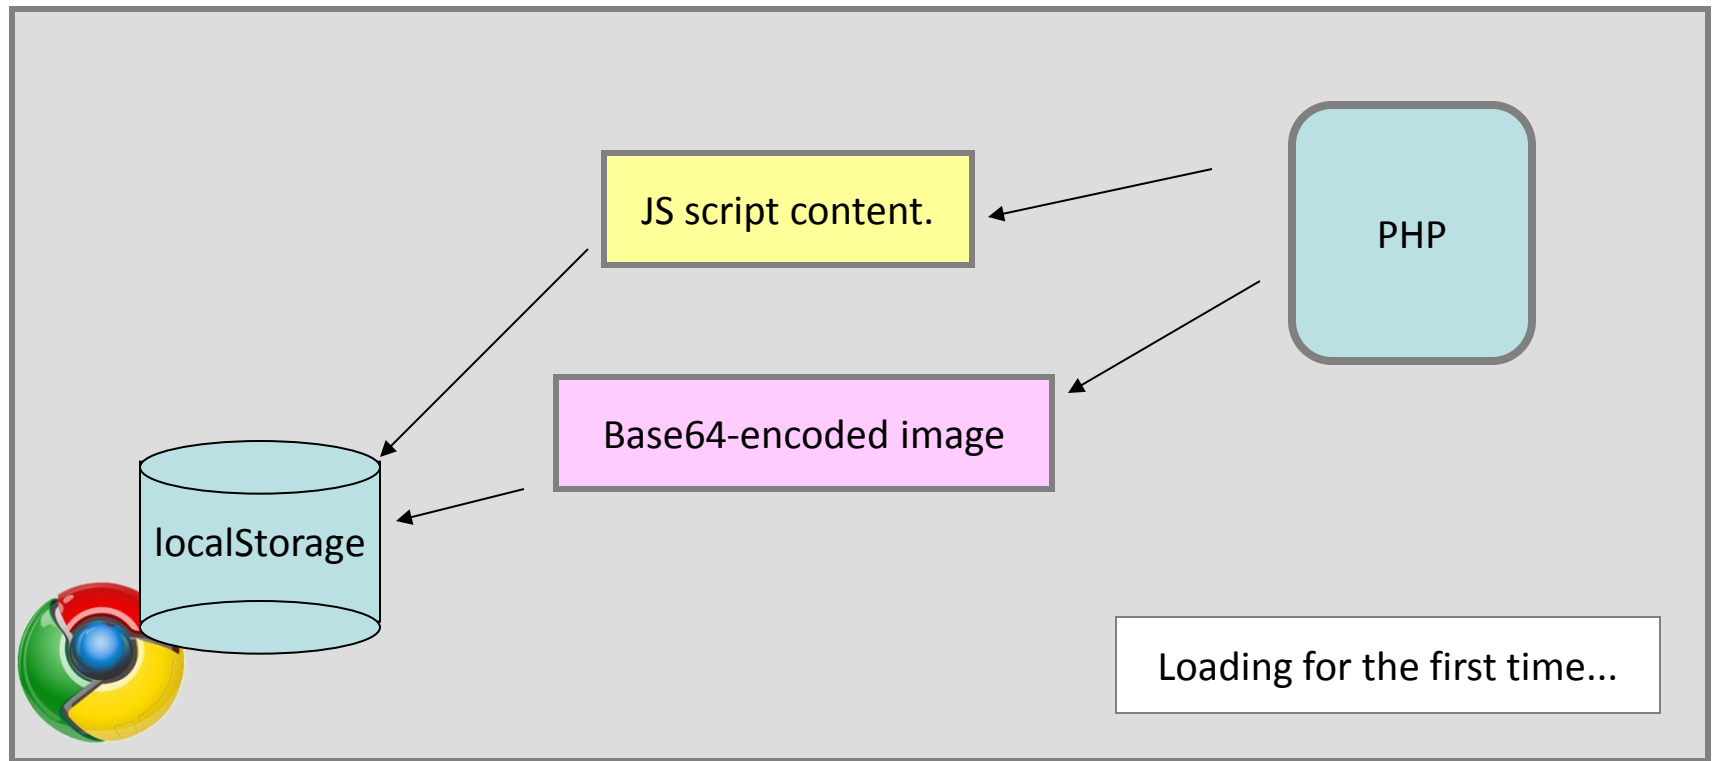 JS script content.
PHP
Base64-encoded image
localStorage
Loading for the first time...